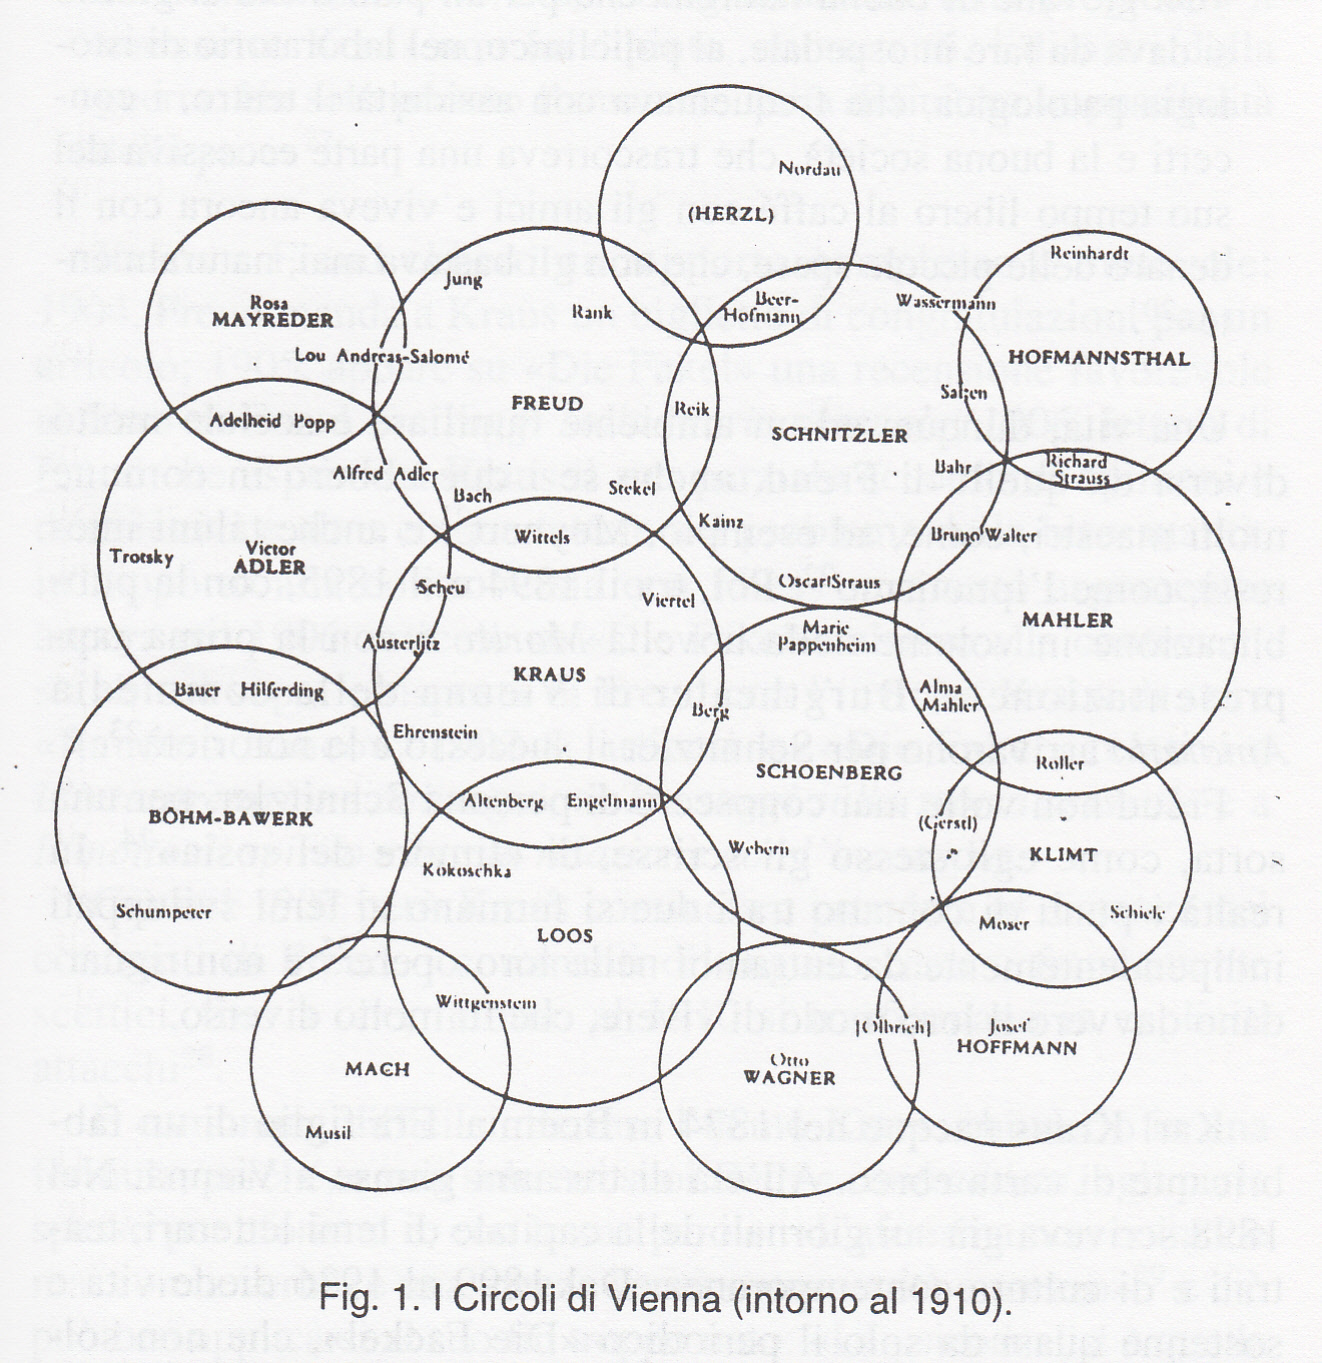 Nordau
(HERZL)
Reinhardt
Jung
Rank
Beer-
Hofmann
Wassermann
Rosa
MAYREDER
Lou Andreas-Salomé
HOFMANNSTHAL
FREUD
Reik
Salten
Adelheid Popp
SCHNITZLER
Alfred Adler
Bach
Stekel
Bahr
Richard
Strauss
Kainz
Wittels
Bruno Walter
Trotsky
Victor
ADLER
Scheu
Viertel
Oscar Straus
Marie
Pappenheim
MAHLER
Austerlitz
KRAUS
Bauer Hilferding
Alma
Mahler
Berg
Ehrenstein
SCHOENBERG
Roller
Altenberg Engelmann
BÖHM-BAWERK
(Gerstl)
Webern
KLIMT
Kokoschka
Schumpeter
Schiele
Moser
LOOS
Wittgenstein
[Olbrich]
Josef
HOFFMANN
MACH
Otto
WAGNER
Musil
Fig. 1. I Circoli di Vienna (intorno al 1910).